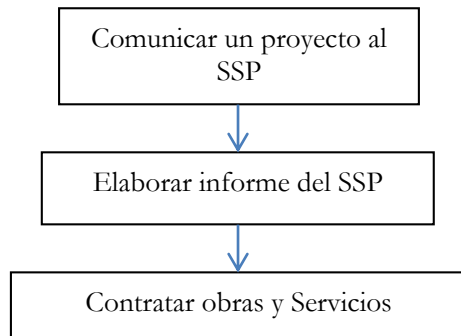 Comunicar un proyecto al
SSP
Elaborar informe del SSP
Contratar obras y Servicios